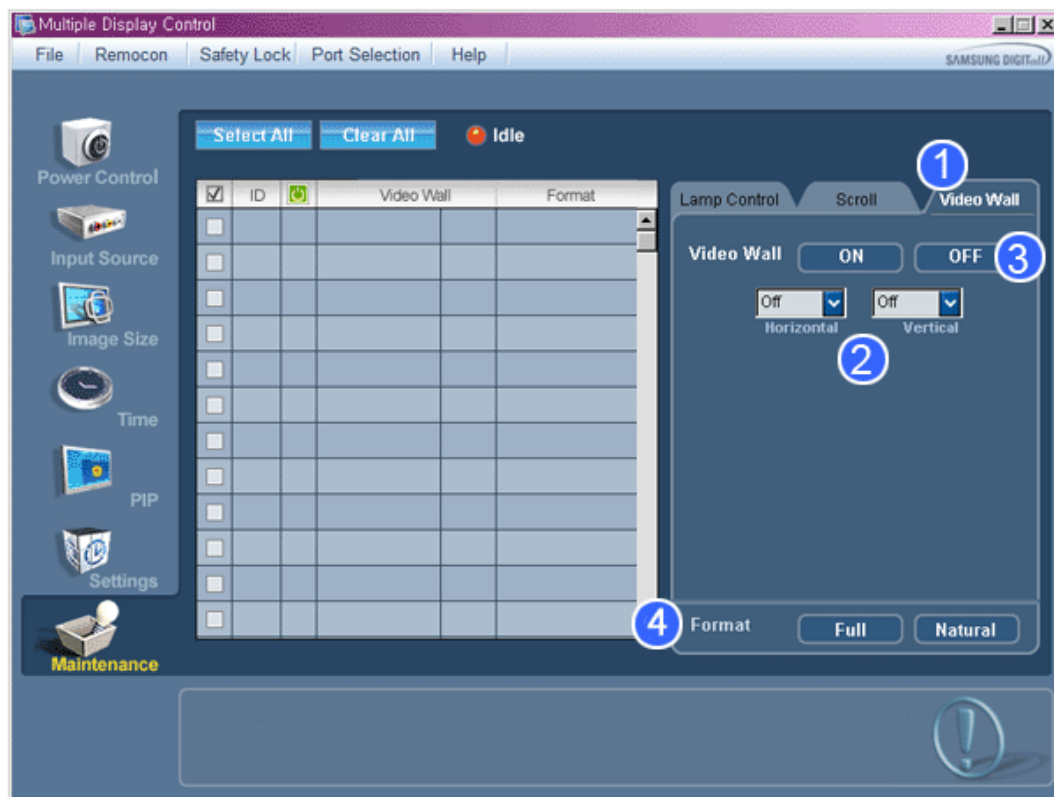 Multiple Display Control
File Remocon Safety Lock Port Selection Help
SAMSUNG DIGITall
Select All Clear All Idle
Power Control
Input Source
Image Size
Time
PIP
Settings
Maintenance
ID Video Wall Format
1
Lamp Control Scroll Video Wall
Video Wall ON OFF 3
Off Off
Horizontal Vertical
2
4 Format Full Natural